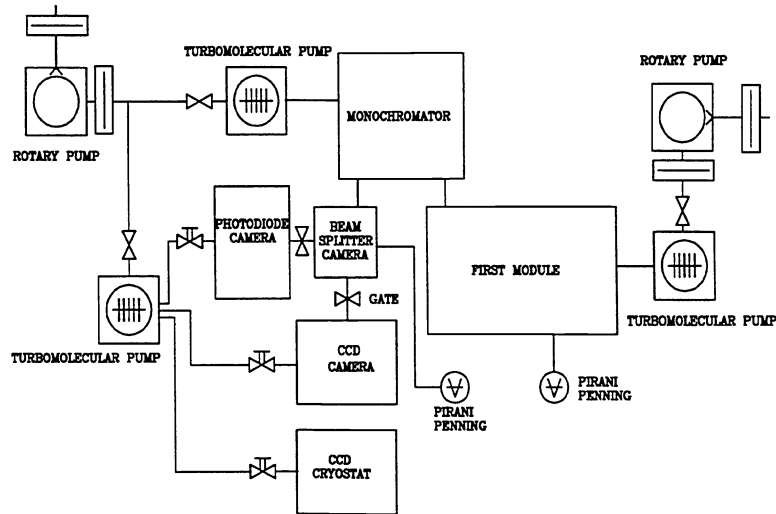 TURBOMOLECULAR PUMP
ROTARY PUMP
MONOCHROMATOR
ROTARY PUMP
PHOTODIODE
CAMERA
BEAM
SPLITTER
CAMERA
FIRST MODULE
GATE
TURBOMOLECULAR PUMP
TURBOMOLECULAR PUMP
CCD
CAMERA
PIRANI
PENNING
PIRANI
PENNING
CCD
CRYOSTAT